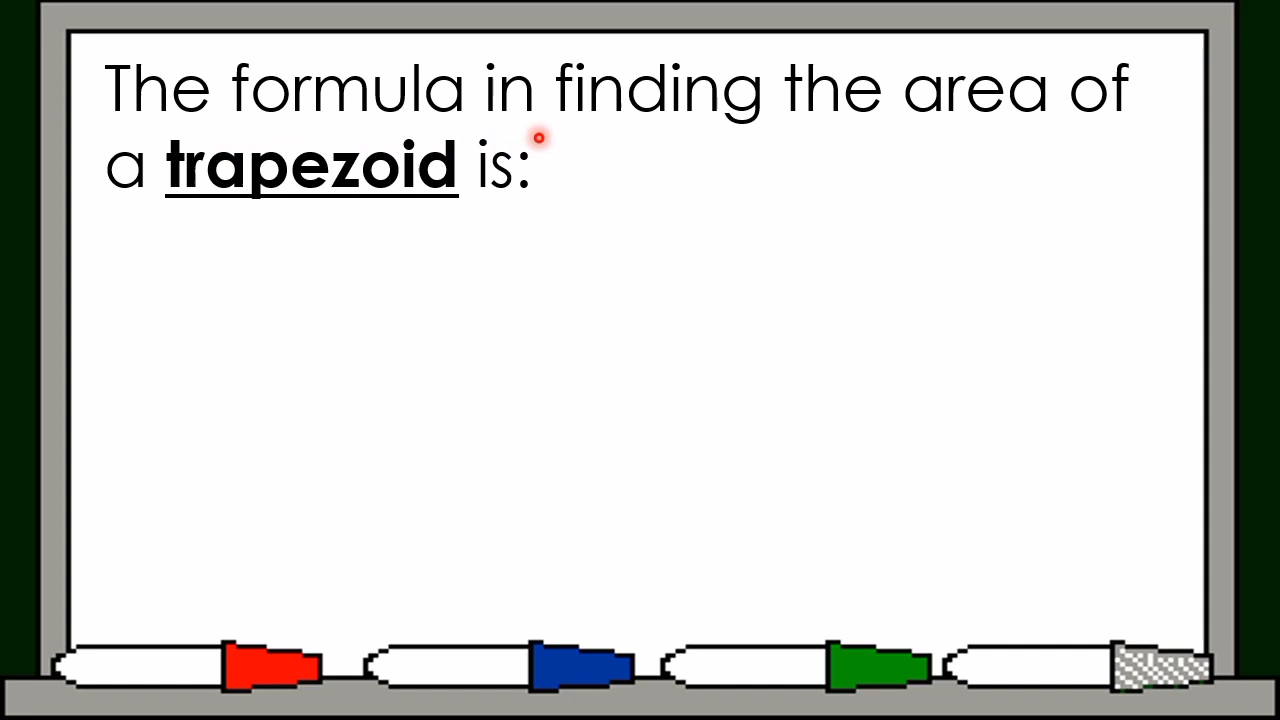 The formula in finding the area of
a trapezoid is: